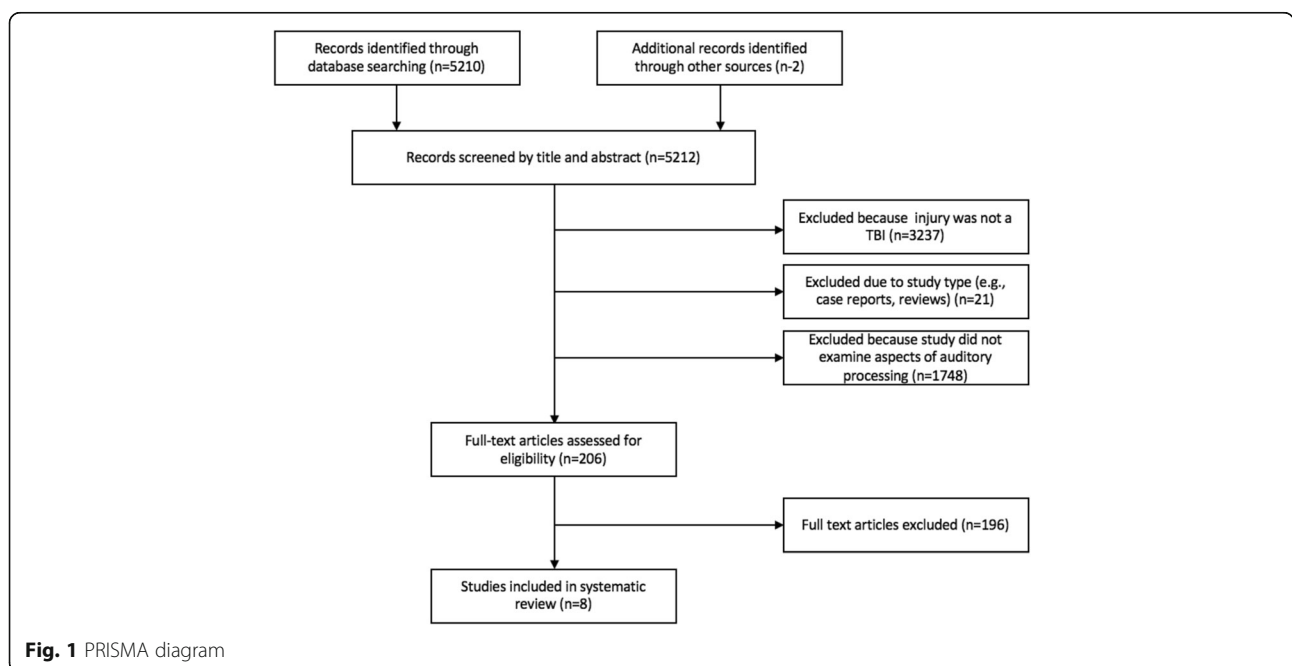 Records identified through
database searching (n=5210)
Additional records identified
through other sources (n-2)
Records screened by title and abstract (n=5212)
Excluded because injury was not a
TBI (n=3237)
Excluded due to study type (e.g.,
case reports, reviews) (n=21)
Excluded because study did not
examine aspects of auditory
processing (n=1748)
Full-text articles assessed for
eligibility (n=206)
Full text articles excluded (n=196)
Studies included in systematic
review (n=8)
Fig. 1 PRISMA diagram